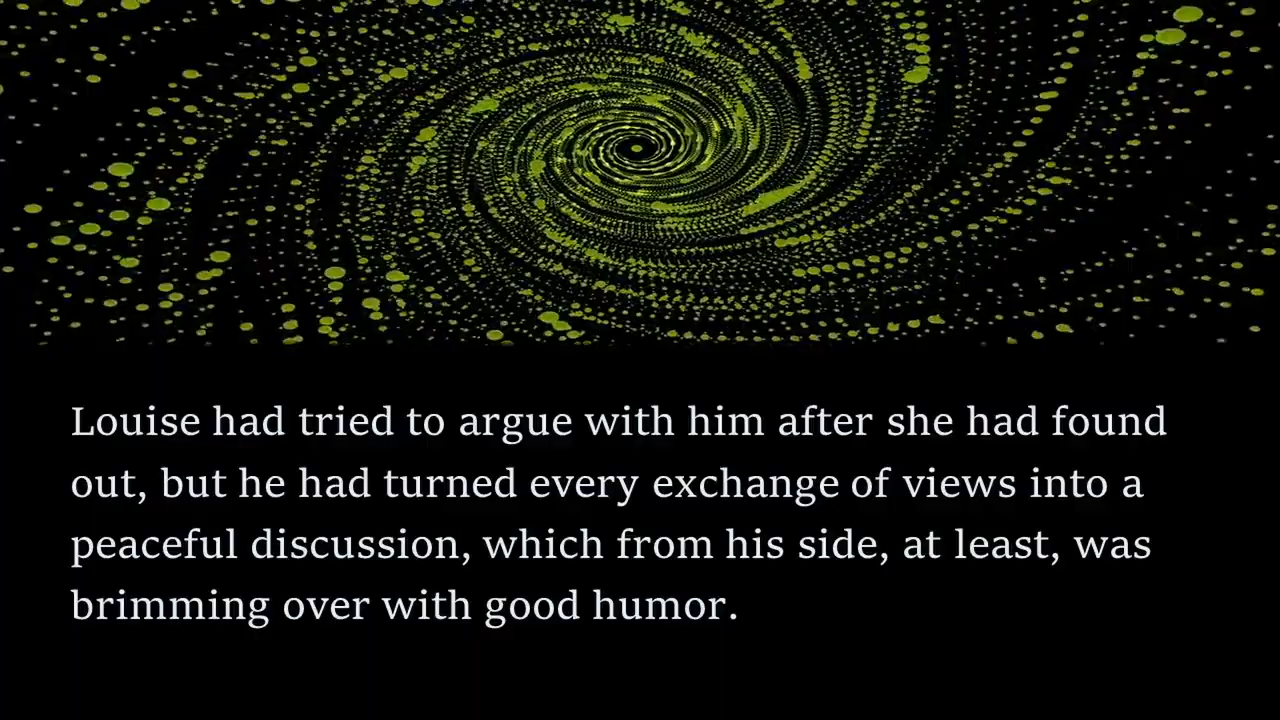 Louise had tried to argue with him after she had found
out, but he had turned every exchange of views into a
peaceful discussion, which from his side, at least, was
brimming over with good humor.